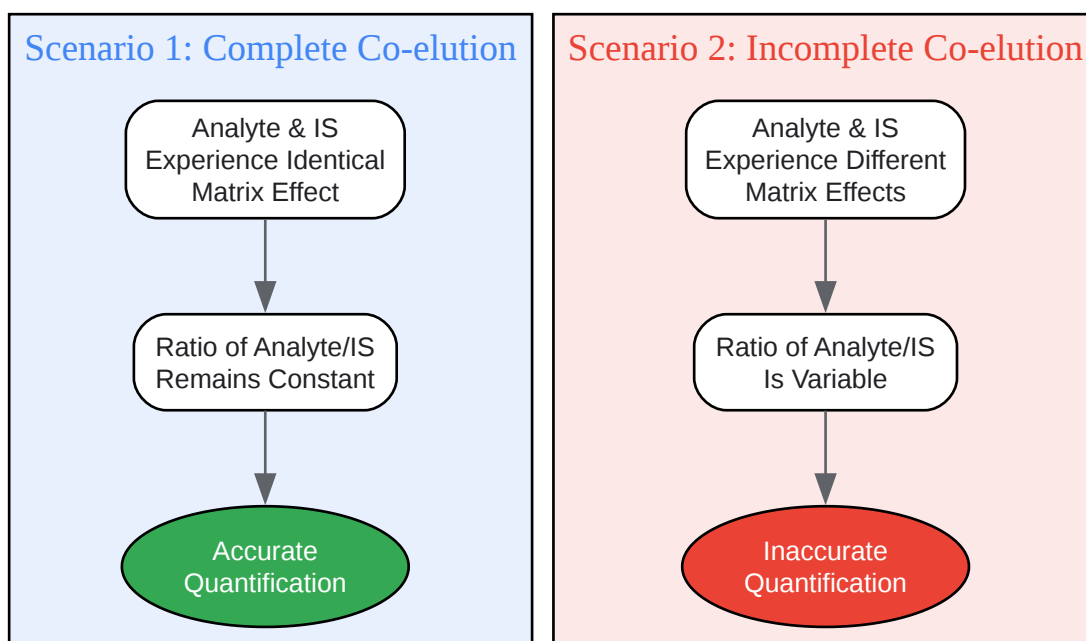 Scenario 1: Complete Co-elution
Analyte & IS
Experience Identical
Matrix Effect
Ratio of Analyte/IS
Remains Constant
Accurate
Quantification
Scenario 2: Incomplete Co-elution
Analyte & IS
Experience Different
Matrix Effects
Ratio of Analyte/IS
Is Variable
Inaccurate
Quantification